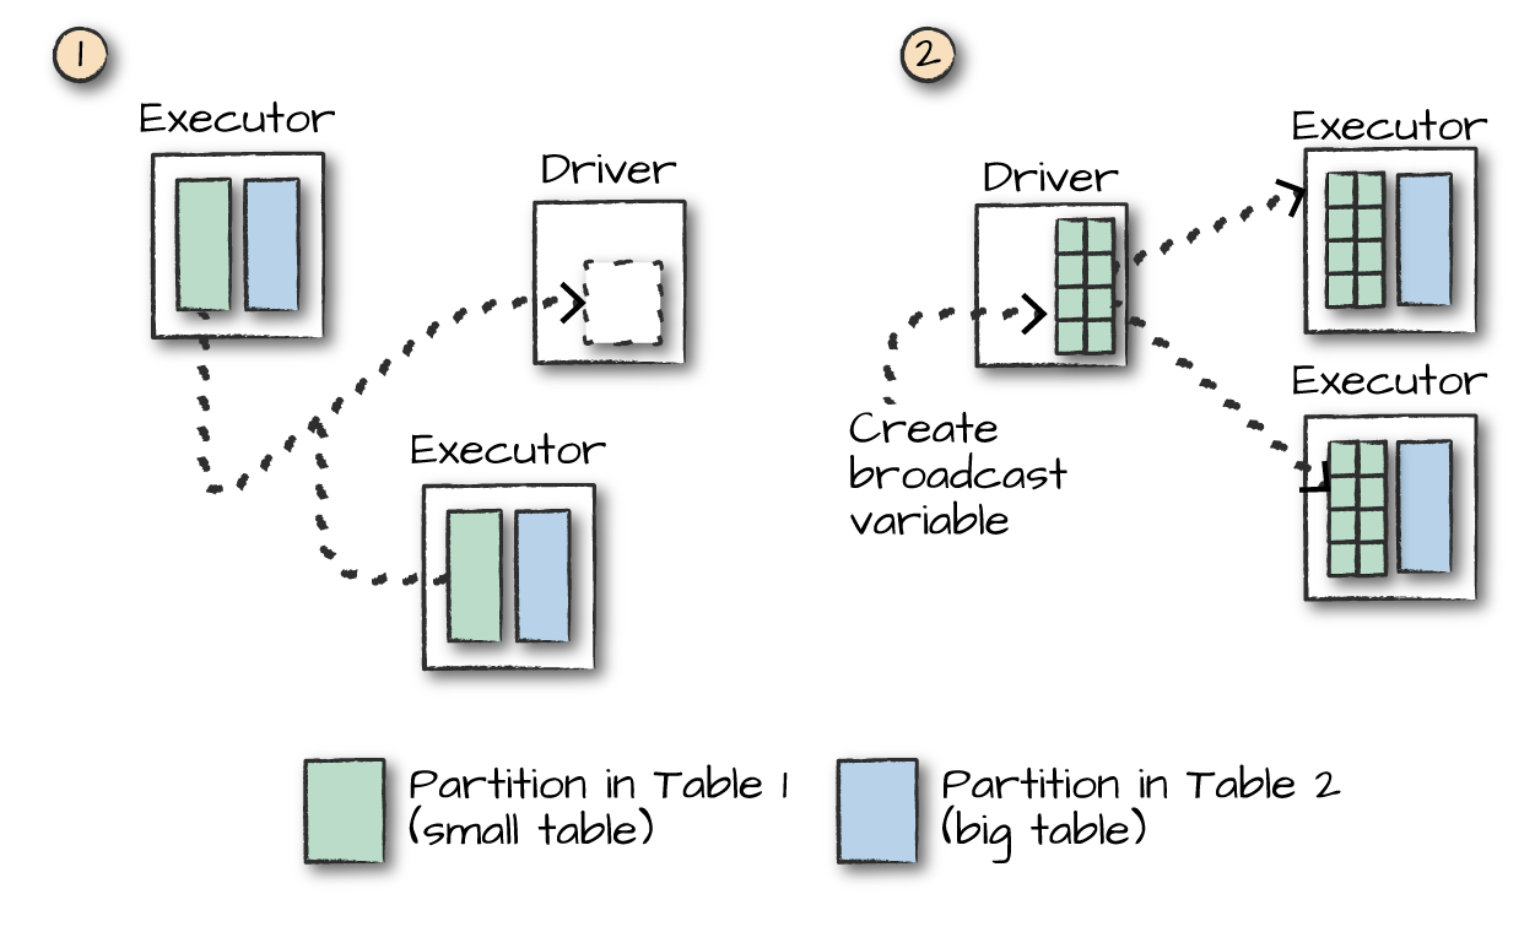 1
Executor
Driver
Executor
2
Driver
Executor
Executor
Create
broadcast
variable
Partition in Table 1
(small table)
Partition in Table 2
(big table)